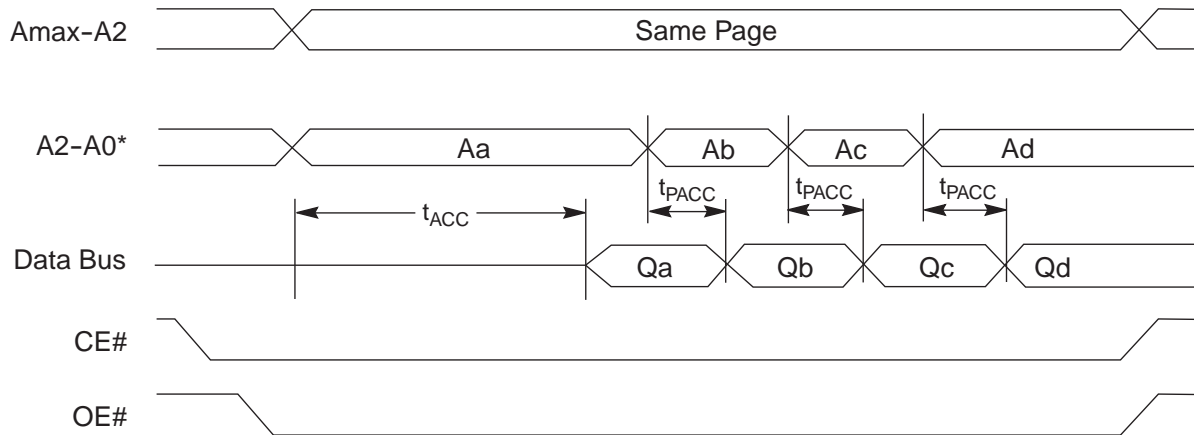 Amax-A2
Same Page
A2-A0*
Aa
Ab
Ac
Ad
tACC
tPACC
tPACC
tPACC
Data Bus
Qa
Qb
Qc
Qd
CE#
OE#